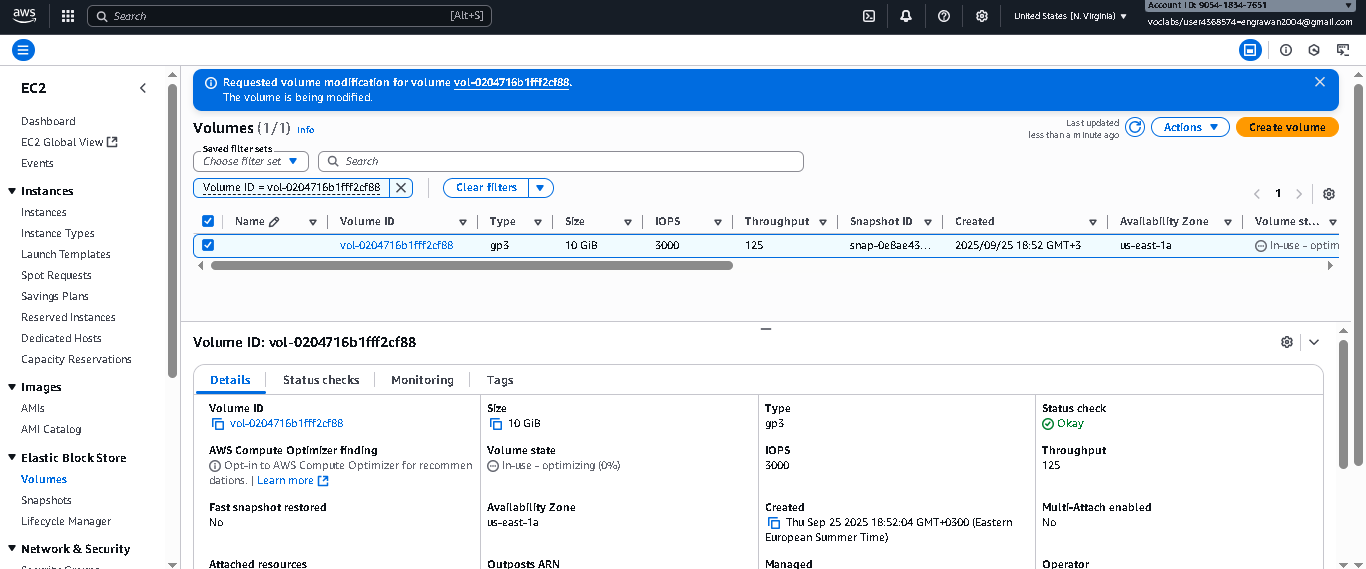 aws
Search [Alt+S]
United States (N. Virginia)
Account ID: 9054-1834-7651
voclabs/user4368574=engrawan2004@gmail.com
EC2
Dashboard
EC2 Global View
Events
Instances
Instances
Instance Types
Launch Templates
Spot Requests
Savings Plans
Reserved Instances
Dedicated Hosts
Capacity Reservations
Images
AMIs
AMI Catalog
Elastic Block Store
Volumes
Snapshots
Lifecycle Manager
Network & Security
Security Groups
Requested volume modification for volume vol-0204716b1fff2cf88.
The volume is being modified.
Volumes (1/1) Info
Last updated
less than a minute ago
Actions
Create volume
Saved filter sets
Choose filter set
Search
Volume ID = vol-0204716b1fff2cf88
Clear filters
1
Name Volume ID Type Size IOPS Throughput Snapshot ID Created Availability Zone Volume st...
vol-0204716b1fff2cf88 gp3 10 GiB 3000 125 snap-0e8ae43... 2025/09/25 18:52 GMT+3 us-east-1a In-use - optim
Volume ID: vol-0204716b1fff2cf88
Details Status checks Monitoring Tags
Volume ID
vol-0204716b1fff2cf88
Size
10 GiB
Type
gp3
Status check
Okay
AWS Compute Optimizer finding
Opt-in to AWS Compute Optimizer for recommen
dations. | Learn more
Volume state
In-use - optimizing (0%)
IOPS
3000
Throughput
125
Fast snapshot restored
No
Availability Zone
us-east-1a
Created
Thu Sep 25 2025 18:52:04 GMT+0300 (Eastern
European Summer Time)
Multi-Attach enabled
No
Attached resources
Outposts ARN
Managed
Operator